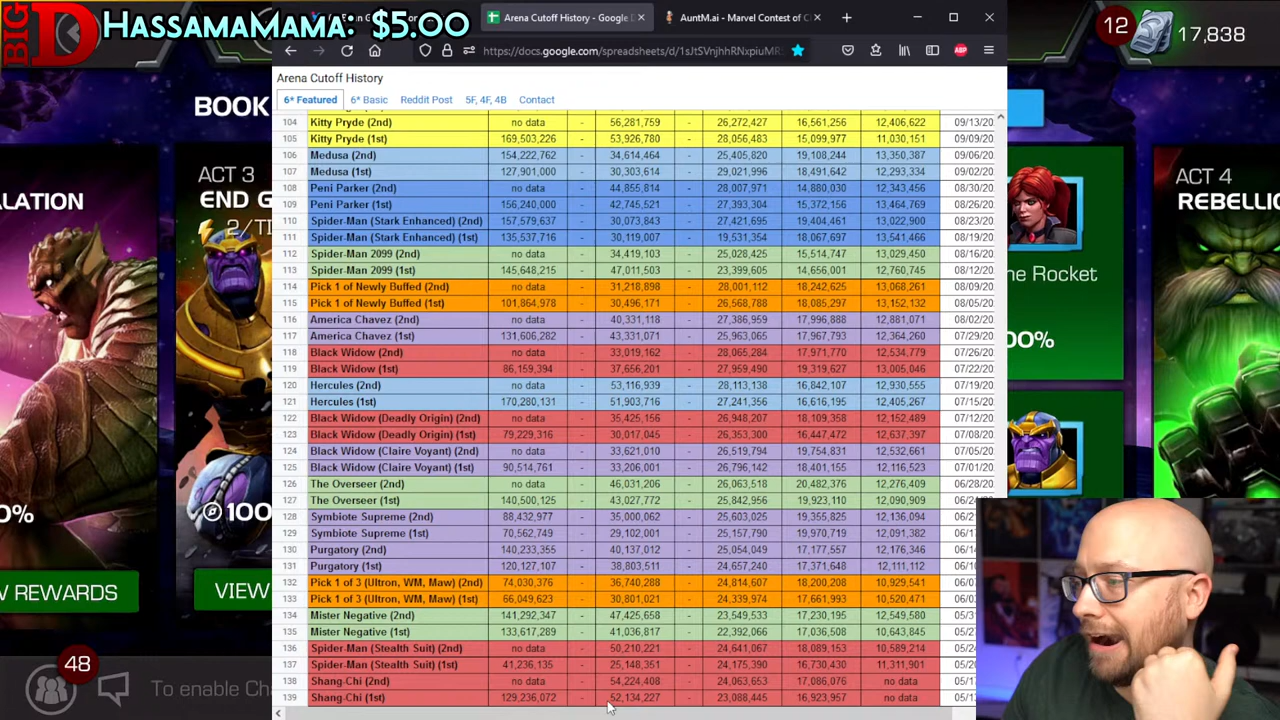 BIG D
HassamaMama: $5.00
Arena Cutoff History - Google D
AuntM.ai - Marvel Contest of C
https://docs.google.com/spreadsheets/d/1sJtSVnjhhRNxpiuMR
12
17,838
Arena Cutoff History
6* Featured 6* Basic Reddit Post 5F, 4F, 4B Contact
104 Kitty Pryde (2nd) no data - 56,281,759 - 26,272,427 16,561,256 12,406,622 09/13/20
105 Kitty Pryde (1st) 169,503,226 - 53,926,780 - 28,056,483 15,099,977 11,030,151 09/09/20
106 Medusa (2nd) 154,222,762 - 34,614,464 - 25,405,820 19,108,244 13,350,387 09/06/20
107 Medusa (1st) 127,901,000 - 30,303,614 - 29,021,996 18,491,642 12,293,334 09/02/20
108 Peni Parker (2nd) no data - 44,855,814 - 28,007,971 14,880,030 12,343,456 08/30/20
109 Peni Parker (1st) 156,240,000 - 42,745,521 - 27,393,304 15,372,156 13,464,769 08/26/20
110 Spider-Man (Stark Enhanced) (2nd) 157,579,637 - 30,073,843 - 27,421,695 19,404,461 13,022,900 08/23/20
111 Spider-Man (Stark Enhanced) (1st) 135,537,716 - 30,119,007 - 19,531,354 18,067,697 13,541,466 08/19/20
112 Spider-Man 2099 (2nd) no data - 34,419,103 - 25,028,425 15,514,747 13,029,450 08/16/20
113 Spider-Man 2099 (1st) 145,648,215 - 47,011,503 - 23,399,605 14,656,001 12,760,745 08/12/20
114 Pick 1 of Newly Buffed (2nd) no data - 31,218,898 - 28,001,112 18,242,625 13,068,261 08/09/20
115 Pick 1 of Newly Buffed (1st) 101,864,978 - 30,496,171 - 26,568,788 18,085,297 13,152,132 08/05/20
116 America Chavez (2nd) no data - 40,331,118 - 27,386,959 17,996,888 12,881,071 08/02/20
117 America Chavez (1st) 131,606,282 - 43,331,071 - 25,963,065 17,967,793 12,364,260 07/29/20
118 Black Widow (2nd) no data - 33,019,162 - 28,065,284 17,971,770 12,534,779 07/26/20
119 Black Widow (1st) 86,159,394 - 37,656,201 - 27,959,490 19,319,627 13,005,046 07/22/20
120 Hercules (2nd) no data - 53,116,939 - 28,113,138 16,842,107 12,930,555 07/19/20
121 Hercules (1st) 170,280,131 - 51,903,716 - 27,241,356 16,616,195 12,405,267 07/15/20
122 Black Widow (Deadly Origin) (2nd) no data - 35,425,156 - 26,948,207 18,109,358 12,152,489 07/12/20
123 Black Widow (Deadly Origin) (1st) 79,229,316 - 30,017,045 - 26,353,300 16,447,472 12,637,397 07/08/20
124 Black Widow (Claire Voyant) (2nd) no data - 33,621,010 - 26,519,794 19,754,831 12,532,661 07/05/20
125 Black Widow (Claire Voyant) (1st) 90,514,761 - 33,206,001 - 26,796,142 18,401,155 12,116,523 07/01/20
126 The Overseer (2nd) no data - 46,031,206 - 26,063,518 20,482,376 12,276,409 06/28/20
127 The Overseer (1st) 140,500,125 - 43,027,772 - 25,842,956 19,923,110 12,090,909 06/2
128 Symbiote Supreme (2nd) 88,432,977 - 35,000,062 - 25,603,025 19,355,825 12,136,094 06/2
129 Symbiote Supreme (1st) 70,562,749 - 29,102,001 - 25,157,790 19,970,719 12,091,382 06/1
130 Purgatory (2nd) 140,233,355 - 40,137,012 - 25,054,049 17,177,557 12,176,346 06/1
131 Purgatory (1st) 120,127,107 - 38,803,511 - 24,657,240 17,371,648 12,111,112 06/1
132 Pick 1 of 3 (Ultron, WM, Maw) (2nd) 74,030,376 - 36,740,288 - 24,814,607 18,200,208 10,929,541 06/0
133 Pick 1 of 3 (Ultron, WM, Maw) (1st) 66,049,623 - 30,801,021 - 24,339,974 17,661,993 10,520,471 06/0
134 Mister Negative (2nd) 141,292,347 - 47,425,658 - 23,549,533 17,230,195 12,549,580 05/3
135 Mister Negative (1st) 133,617,289 - 41,036,817 - 22,392,066 17,036,508 10,643,845 05/2
136 Spider-Man (Stealth Suit) (2nd) no data - 50,210,221 - 24,641,067 18,089,153 10,589,214 05/2
137 Spider-Man (Stealth Suit) (1st) 41,236,135 - 25,148,351 - 24,175,390 16,730,430 11,311,901 05/2
138 Shang-Chi (2nd) no data - 54,224,408 - 24,063,653 17,086,076 no data 05/1
139 Shang-Chi (1st) 129,236,072 - 52,134,227 - 23,088,445 16,923,957 no data 05/1
BOOK
ACT 3
END G
2/TI
100
VIEW
LATION
0%
W REWARDS
48
To enable Cha
ACT 4
REBELLIO
he Rocket
00%